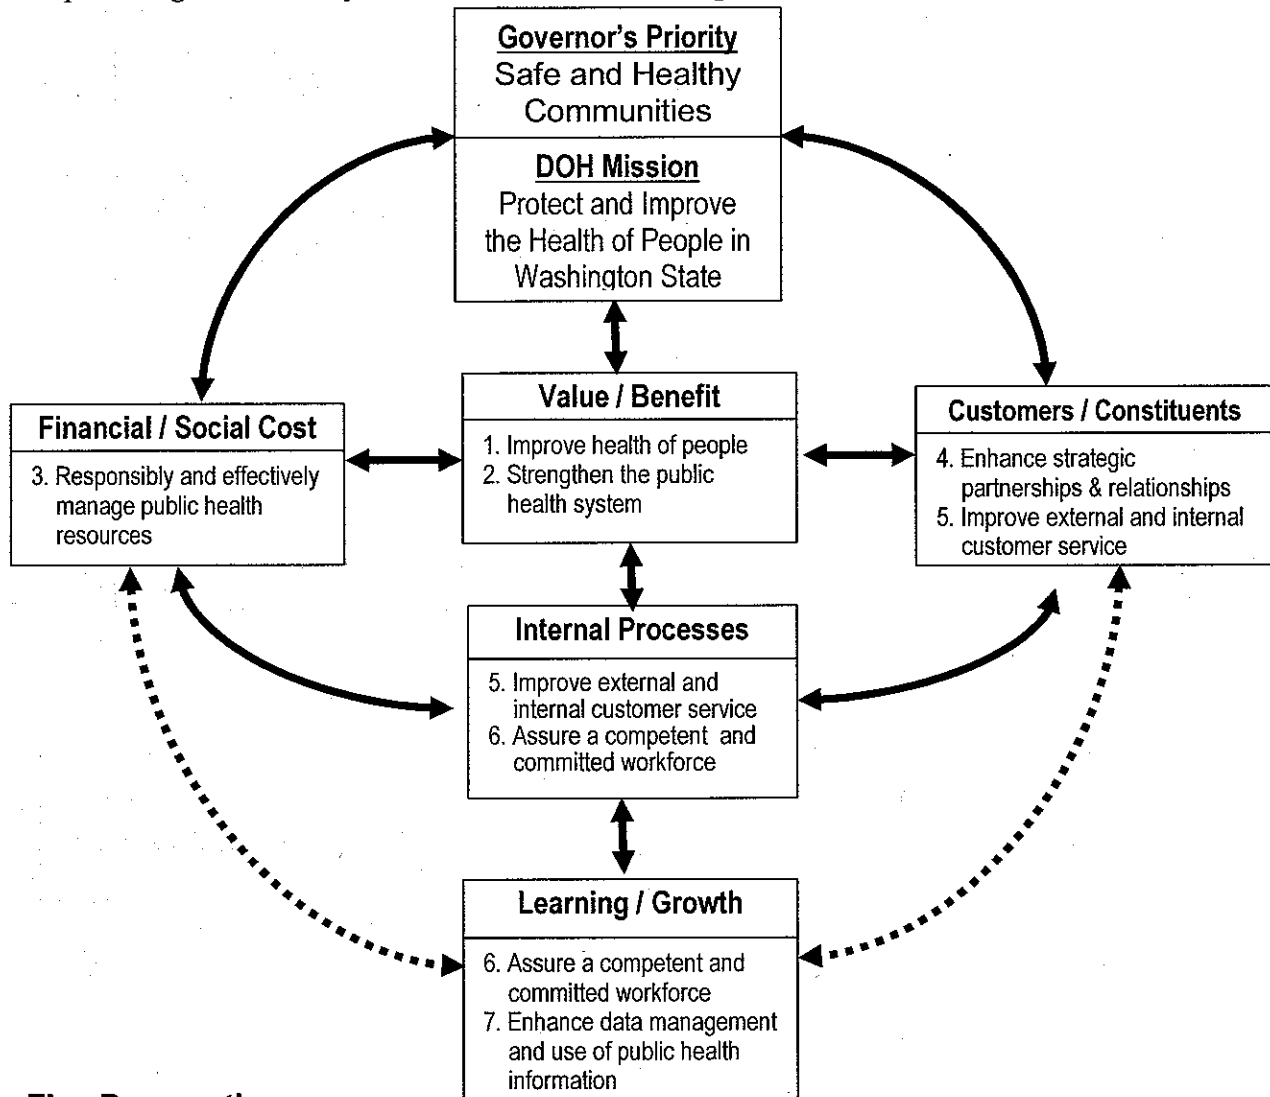 Governor's Priority
Safe and Healthy
Communities
DOH Mission
Protect and Improve
the Health of People in
Washington State
Financial / Social Cost
3. Responsibly and effectively
manage public health
resources
Value / Benefit
1. Improve health of people
2. Strengthen the public
health system
Customers / Constituents
4. Enhance strategic
partnerships & relationships
5. Improve external and internal
customer service
Internal Processes
5. Improve external and
internal customer service
6. Assure a competent and
committed workforce
Learning / Growth
6. Assure a competent and
committed workforce
7. Enhance data management
and use of public health
information